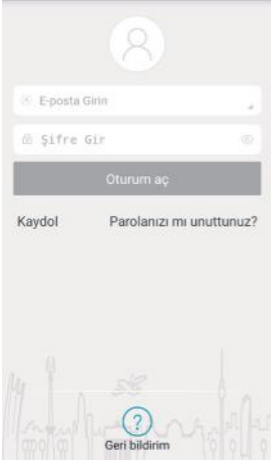 E-posta Girin
Şifre Gir
Oturum aç
Kaydol Parolanızı mı unuttunuz?
?
Geri bildirim